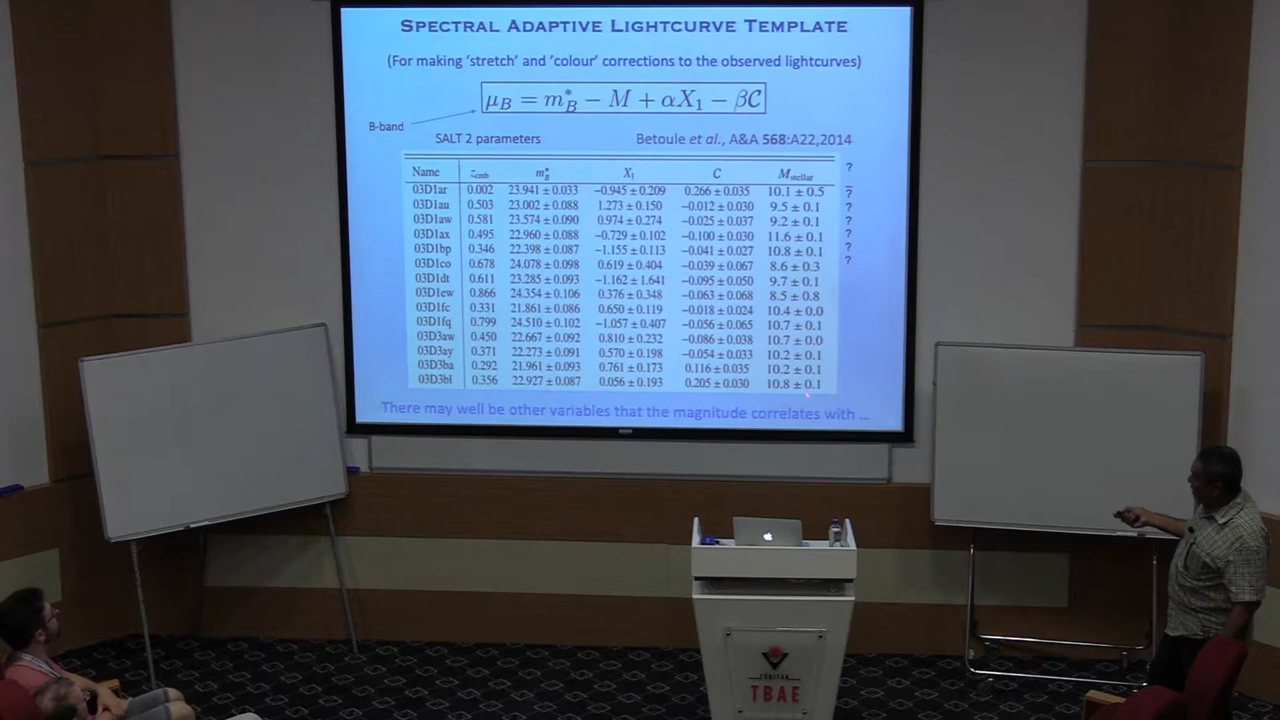 SPECTRAL ADAPTIVE LIGHTCURVE TEMPLATE
(For making 'stretch' and 'colour' corrections to the observed lightcurves)
μ_B = m*_B − M + αX₁ − β𝒞
B-band
SALT 2 parameters
Betoule et al., A&A 568:A22,2014
Name z_cmb m*_B X₁ C M_stellar ?
03D1ar 0.002 23.941 ± 0.033 −0.945 ± 0.209 0.266 ± 0.035 10.1 ± 0.5 ?
03D1au 0.503 23.002 ± 0.088 1.273 ± 0.150 −0.012 ± 0.030 9.5 ± 0.1 ?
03D1aw 0.581 23.574 ± 0.090 0.974 ± 0.274 −0.025 ± 0.037 9.2 ± 0.1 ?
03D1ax 0.495 22.960 ± 0.088 −0.729 ± 0.102 −0.100 ± 0.030 11.6 ± 0.1 ?
03D1bp 0.346 22.398 ± 0.087 −1.155 ± 0.113 −0.041 ± 0.027 10.8 ± 0.1 ?
03D1co 0.678 24.078 ± 0.098 0.619 ± 0.404 −0.039 ± 0.067 8.6 ± 0.3 ?
03D1dt 0.611 23.285 ± 0.093 −1.162 ± 1.641 −0.095 ± 0.050 9.7 ± 0.1
03D1ew 0.866 24.354 ± 0.106 0.376 ± 0.348 −0.063 ± 0.068 8.5 ± 0.8
03D1fc 0.331 21.861 ± 0.086 0.650 ± 0.119 −0.018 ± 0.024 10.4 ± 0.0
03D1fq 0.799 24.510 ± 0.102 −1.057 ± 0.407 −0.056 ± 0.065 10.7 ± 0.1
03D3aw 0.450 22.667 ± 0.092 0.810 ± 0.232 −0.086 ± 0.038 10.7 ± 0.0
03D3ay 0.371 22.273 ± 0.091 0.570 ± 0.198 −0.054 ± 0.033 10.2 ± 0.1
03D3ba 0.292 21.961 ± 0.093 0.761 ± 0.173 0.116 ± 0.035 10.2 ± 0.1
03D3bl 0.356 22.927 ± 0.087 0.056 ± 0.193 0.205 ± 0.030 10.8 ± 0.1
There may well be other variables that the magnitude correlates with ...
TBAE